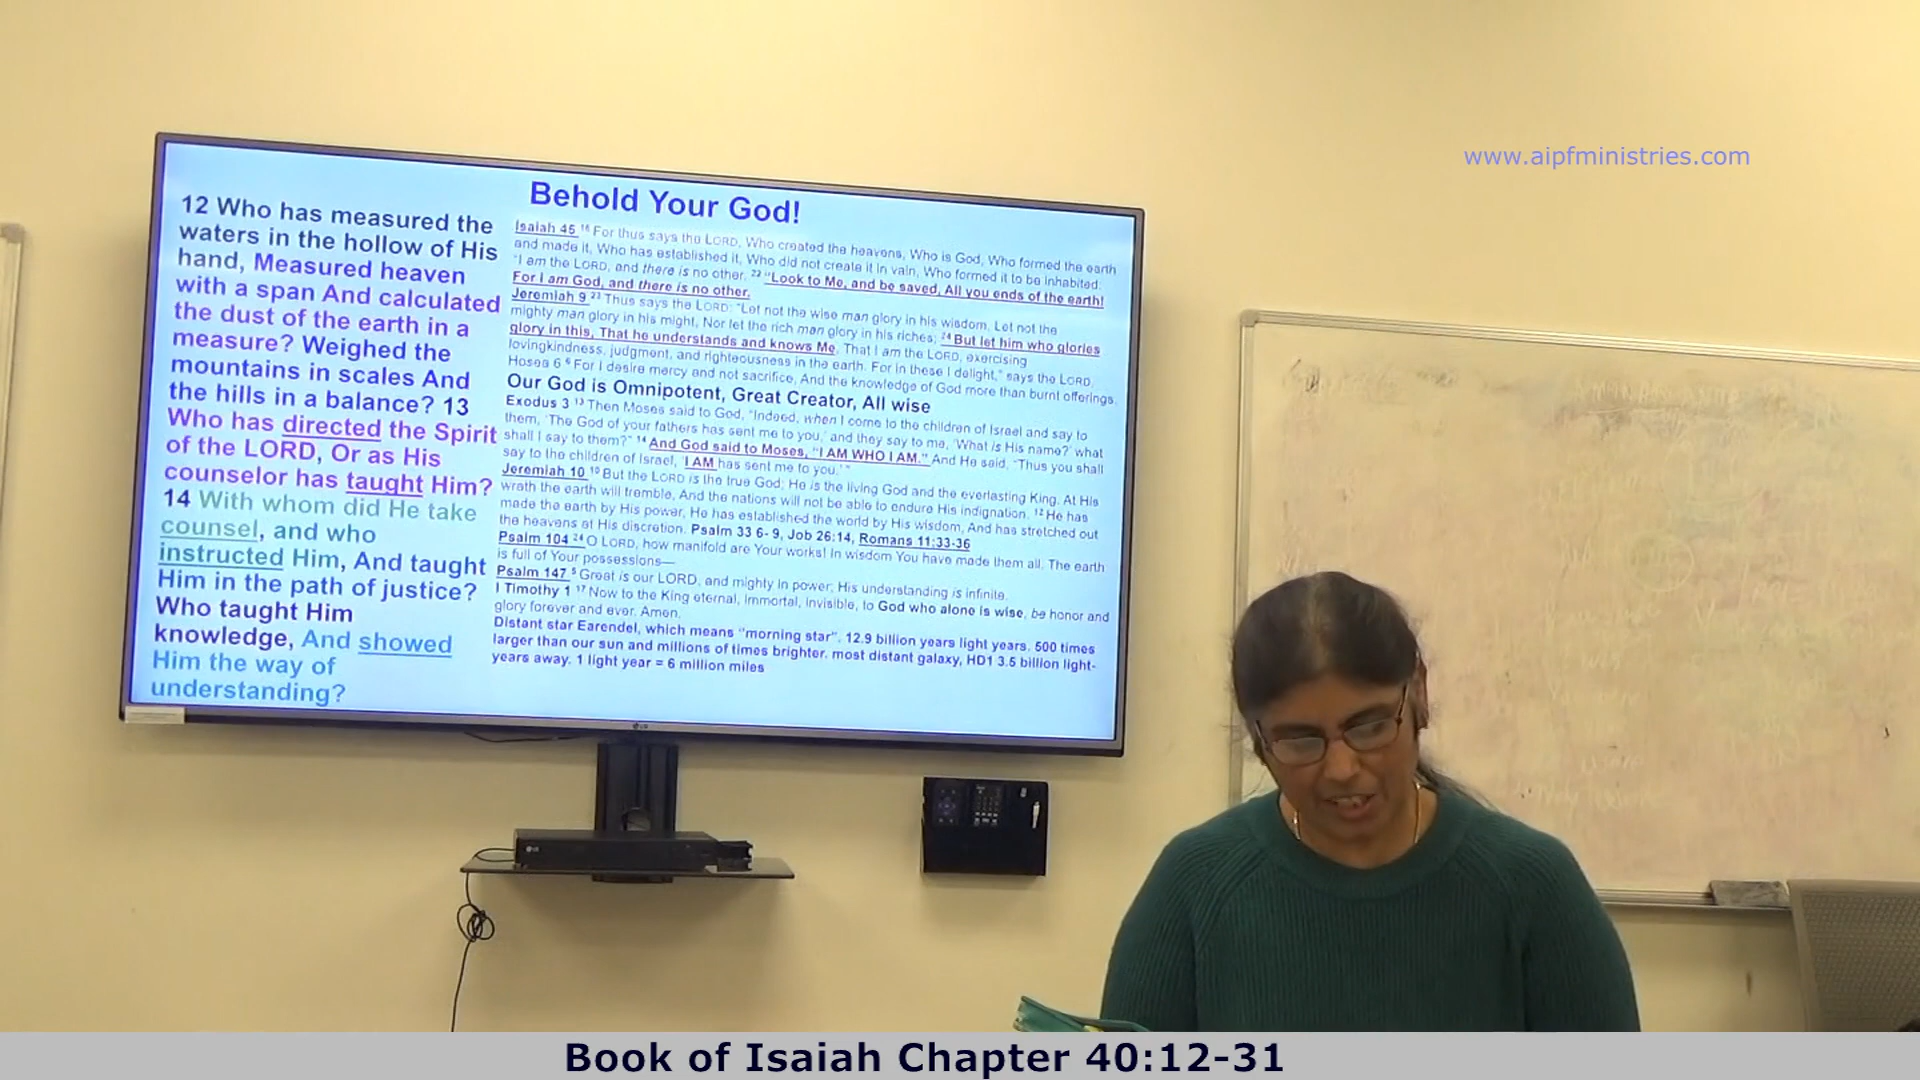 www.aipfministries.com
Behold Your God!
12 Who has measured the
waters in the hollow of His
hand, Measured heaven
with a span And calculated
the dust of the earth in a
measure? Weighed the
mountains in scales And
the hills in a balance? 13
Who has directed the Spirit
of the LORD, Or as His
counselor has taught Him?
14 With whom did He take
counsel, and who
instructed Him, And taught
Him in the path of justice?
Who taught Him
knowledge, And showed
Him the way of
understanding?
Isaiah 45 18 For thus says the LORD, Who created the heavens, Who is God, Who formed the earth
and made it, Who has established it, Who did not create it in vain, Who formed it to be inhabited:
"I am the LORD, and there is no other. 22 "Look to Me, and be saved, All you ends of the earth!
For I am God, and there is no other.
Jeremiah 9 23 Thus says the LORD: "Let not the wise man glory in his wisdom, Let not the
mighty man glory in his might, Nor let the rich man glory in his riches; 24 But let him who glories
glory in this, That he understands and knows Me, That I am the LORD, exercising
lovingkindness, judgment, and righteousness in the earth. For in these I delight," says the LORD.
Hosea 6 6 For I desire mercy and not sacrifice, And the knowledge of God more than burnt offerings.
Our God is Omnipotent, Great Creator, All wise
Exodus 3 13 Then Moses said to God, "Indeed, when I come to the children of Israel and say to
them, 'The God of your fathers has sent me to you,' and they say to me, 'What is His name?' what
shall I say to them?" 14 And God said to Moses, "I AM WHO I AM." And He said, "Thus you shall
say to the children of Israel, 'I AM has sent me to you.' "
Jeremiah 10 10 But the LORD is the true God; He is the living God and the everlasting King. At His
wrath the earth will tremble, And the nations will not be able to endure His indignation. 12 He has
made the earth by His power, He has established the world by His wisdom, And has stretched out
the heavens at His discretion. Psalm 33 6- 9, Job 26:14, Romans 11:33-36
Psalm 104 24 O LORD, how manifold are Your works! In wisdom You have made them all. The earth
is full of Your possessions—
Psalm 147 5 Great is our LORD, and mighty in power; His understanding is infinite.
I Timothy 1 17 Now to the King eternal, immortal, invisible, to God who alone is wise, be honor and
glory forever and ever. Amen.
Distant star Earendel, which means "morning star". 12.9 billion years light years. 500 times
larger than our sun and millions of times brighter. most distant galaxy, HD1 3.5 billion light-
years away. 1 light year = 6 million miles
LG
Book of Isaiah Chapter 40:12-31